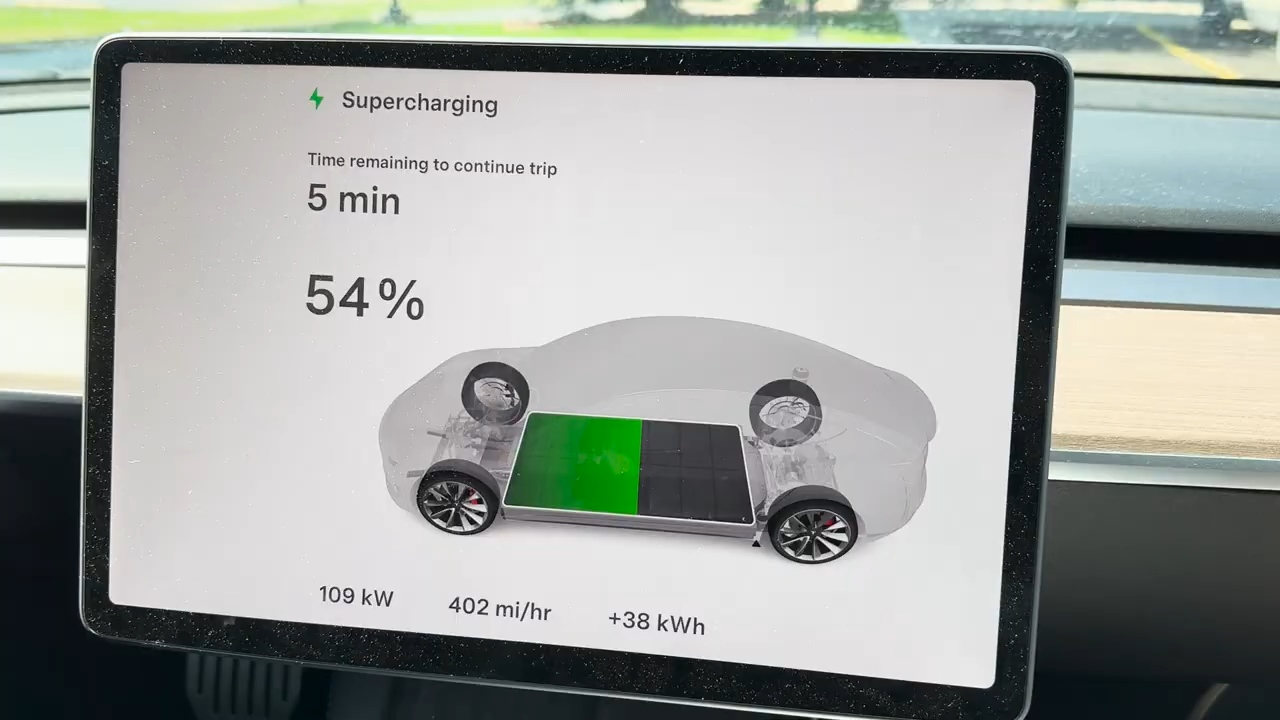 Supercharging
Time remaining to continue trip
5 min
54%
109 kW
402 mi/hr
+38 kWh